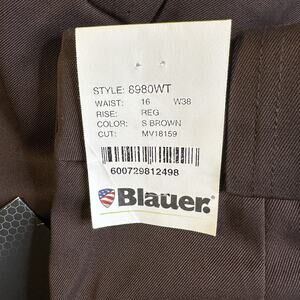 STYLE: 8980WT
WAIST: 16 W38
RISE: REG
COLOR: S-BROWN
CUT: MV18159
600729812498
Blauer.